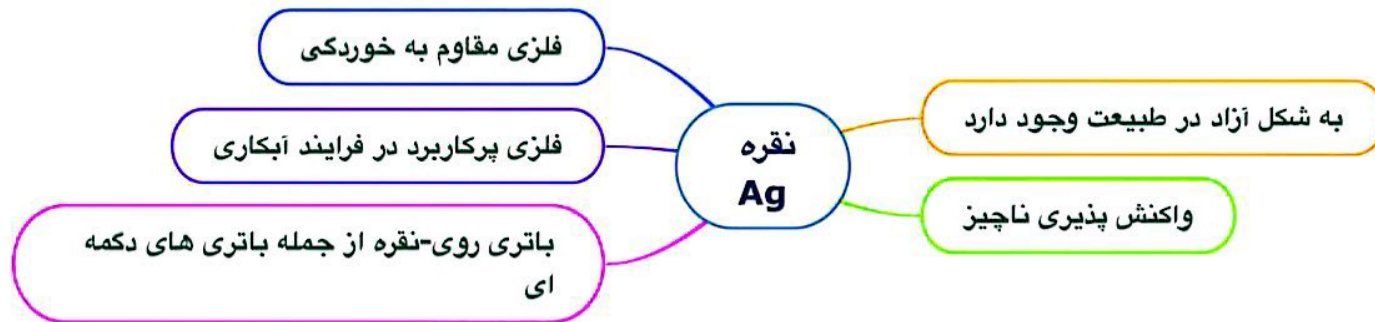 نقره
Ag
به شکل آزاد در طبیعت وجود دارد
واکنش پذیری ناچیز
فلزی مقاوم به خوردکی
فلزی پرکاربرد در فرایند آبکاری
باتری روی-نقره از جمله باتری های دکمه
ای